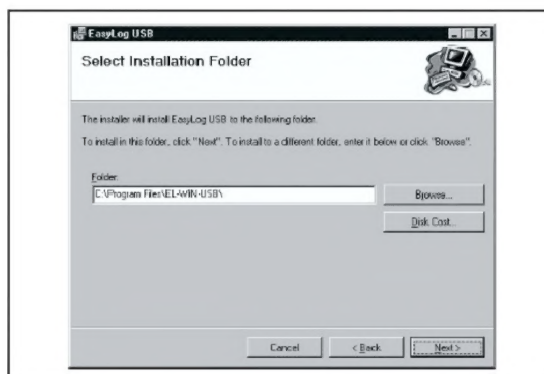 EasyLog USB
Select Installation Folder
The installer will install EasyLog USB to the following folder.
To install in this folder, click "Next". To install to a different folder, enter it below or click "Browse".
Folder:
C:\Program Files\EL-WIN-USB\
Browse...
Disk Cost...
Cancel
< Back
Next >